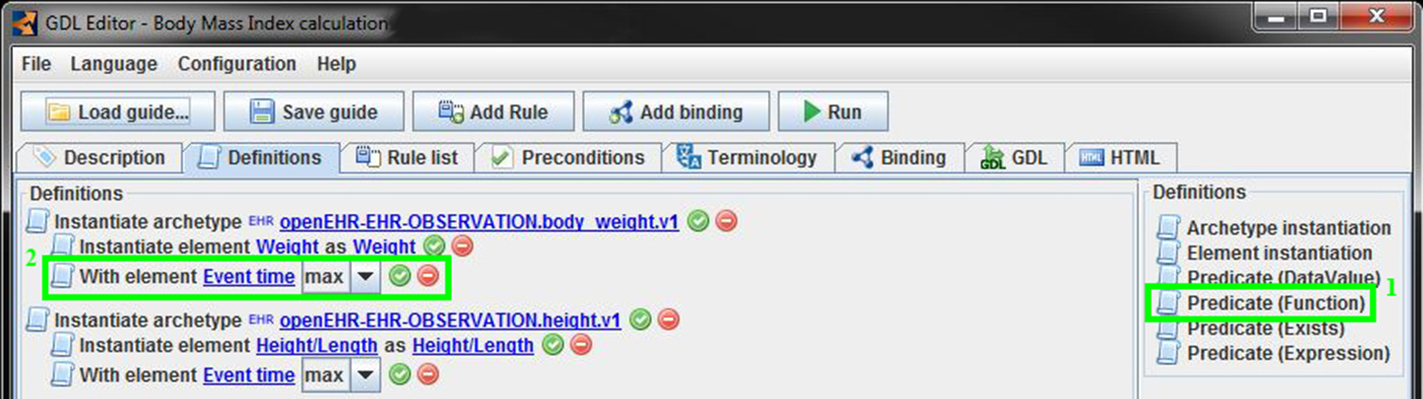 GDL Editor - Body Mass Index calculation
File Language Configuration Help
Load guide... Save guide Add Rule Add binding Run
Description Definitions Rule list Preconditions Terminology Binding GDL HTML
Definitions
Instantiate archetype EHR openEHR-EHR-OBSERVATION.body_weight.v1
Instantiate element Weight as Weight
2
With element Event time max
Instantiate archetype EHR openEHR-EHR-OBSERVATION.height.v1
Instantiate element Height/Length as Height/Length
With element Event time max
Definitions
Archetype instantiation
Element instantiation
Predicate (DataValue)
1
Predicate (Function)
Predicate (Exists)
Predicate (Expression)